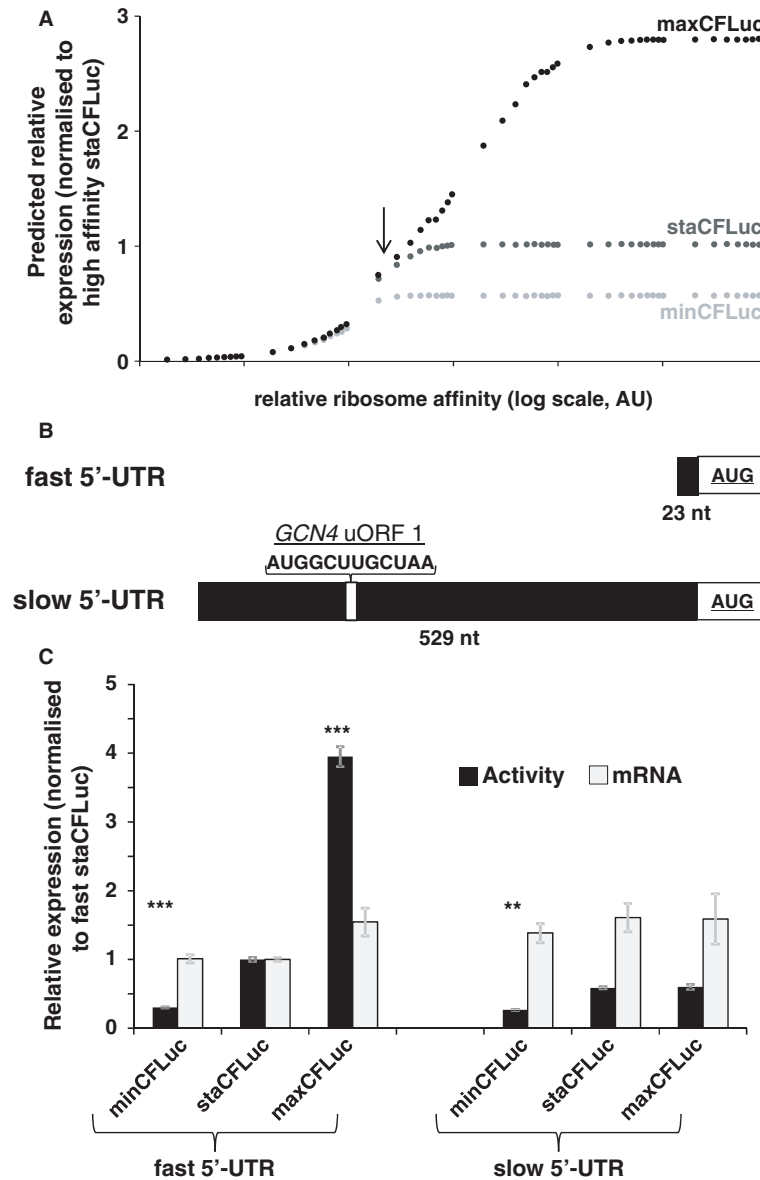 A
Predicted relative
expression (normalised to
high affinity staCFLuc)
3
2
1
0
maxCFLuc
staCFLuc
minCFLuc
relative ribosome affinity (log scale, AU)
B
fast 5’-UTR
AUG
23 nt
GCN4 uORF 1
AUGGCUUGCUAA
slow 5’-UTR
AUG
529 nt
C
Relative expression (normalised
to fast staCFLuc)
5
4
3
2
1
0
***
***
**
Activity
mRNA
minCFLuc
staCFLuc
maxCFLuc
minCFLuc
staCFLuc
maxCFLuc
fast 5’-UTR
slow 5’-UTR